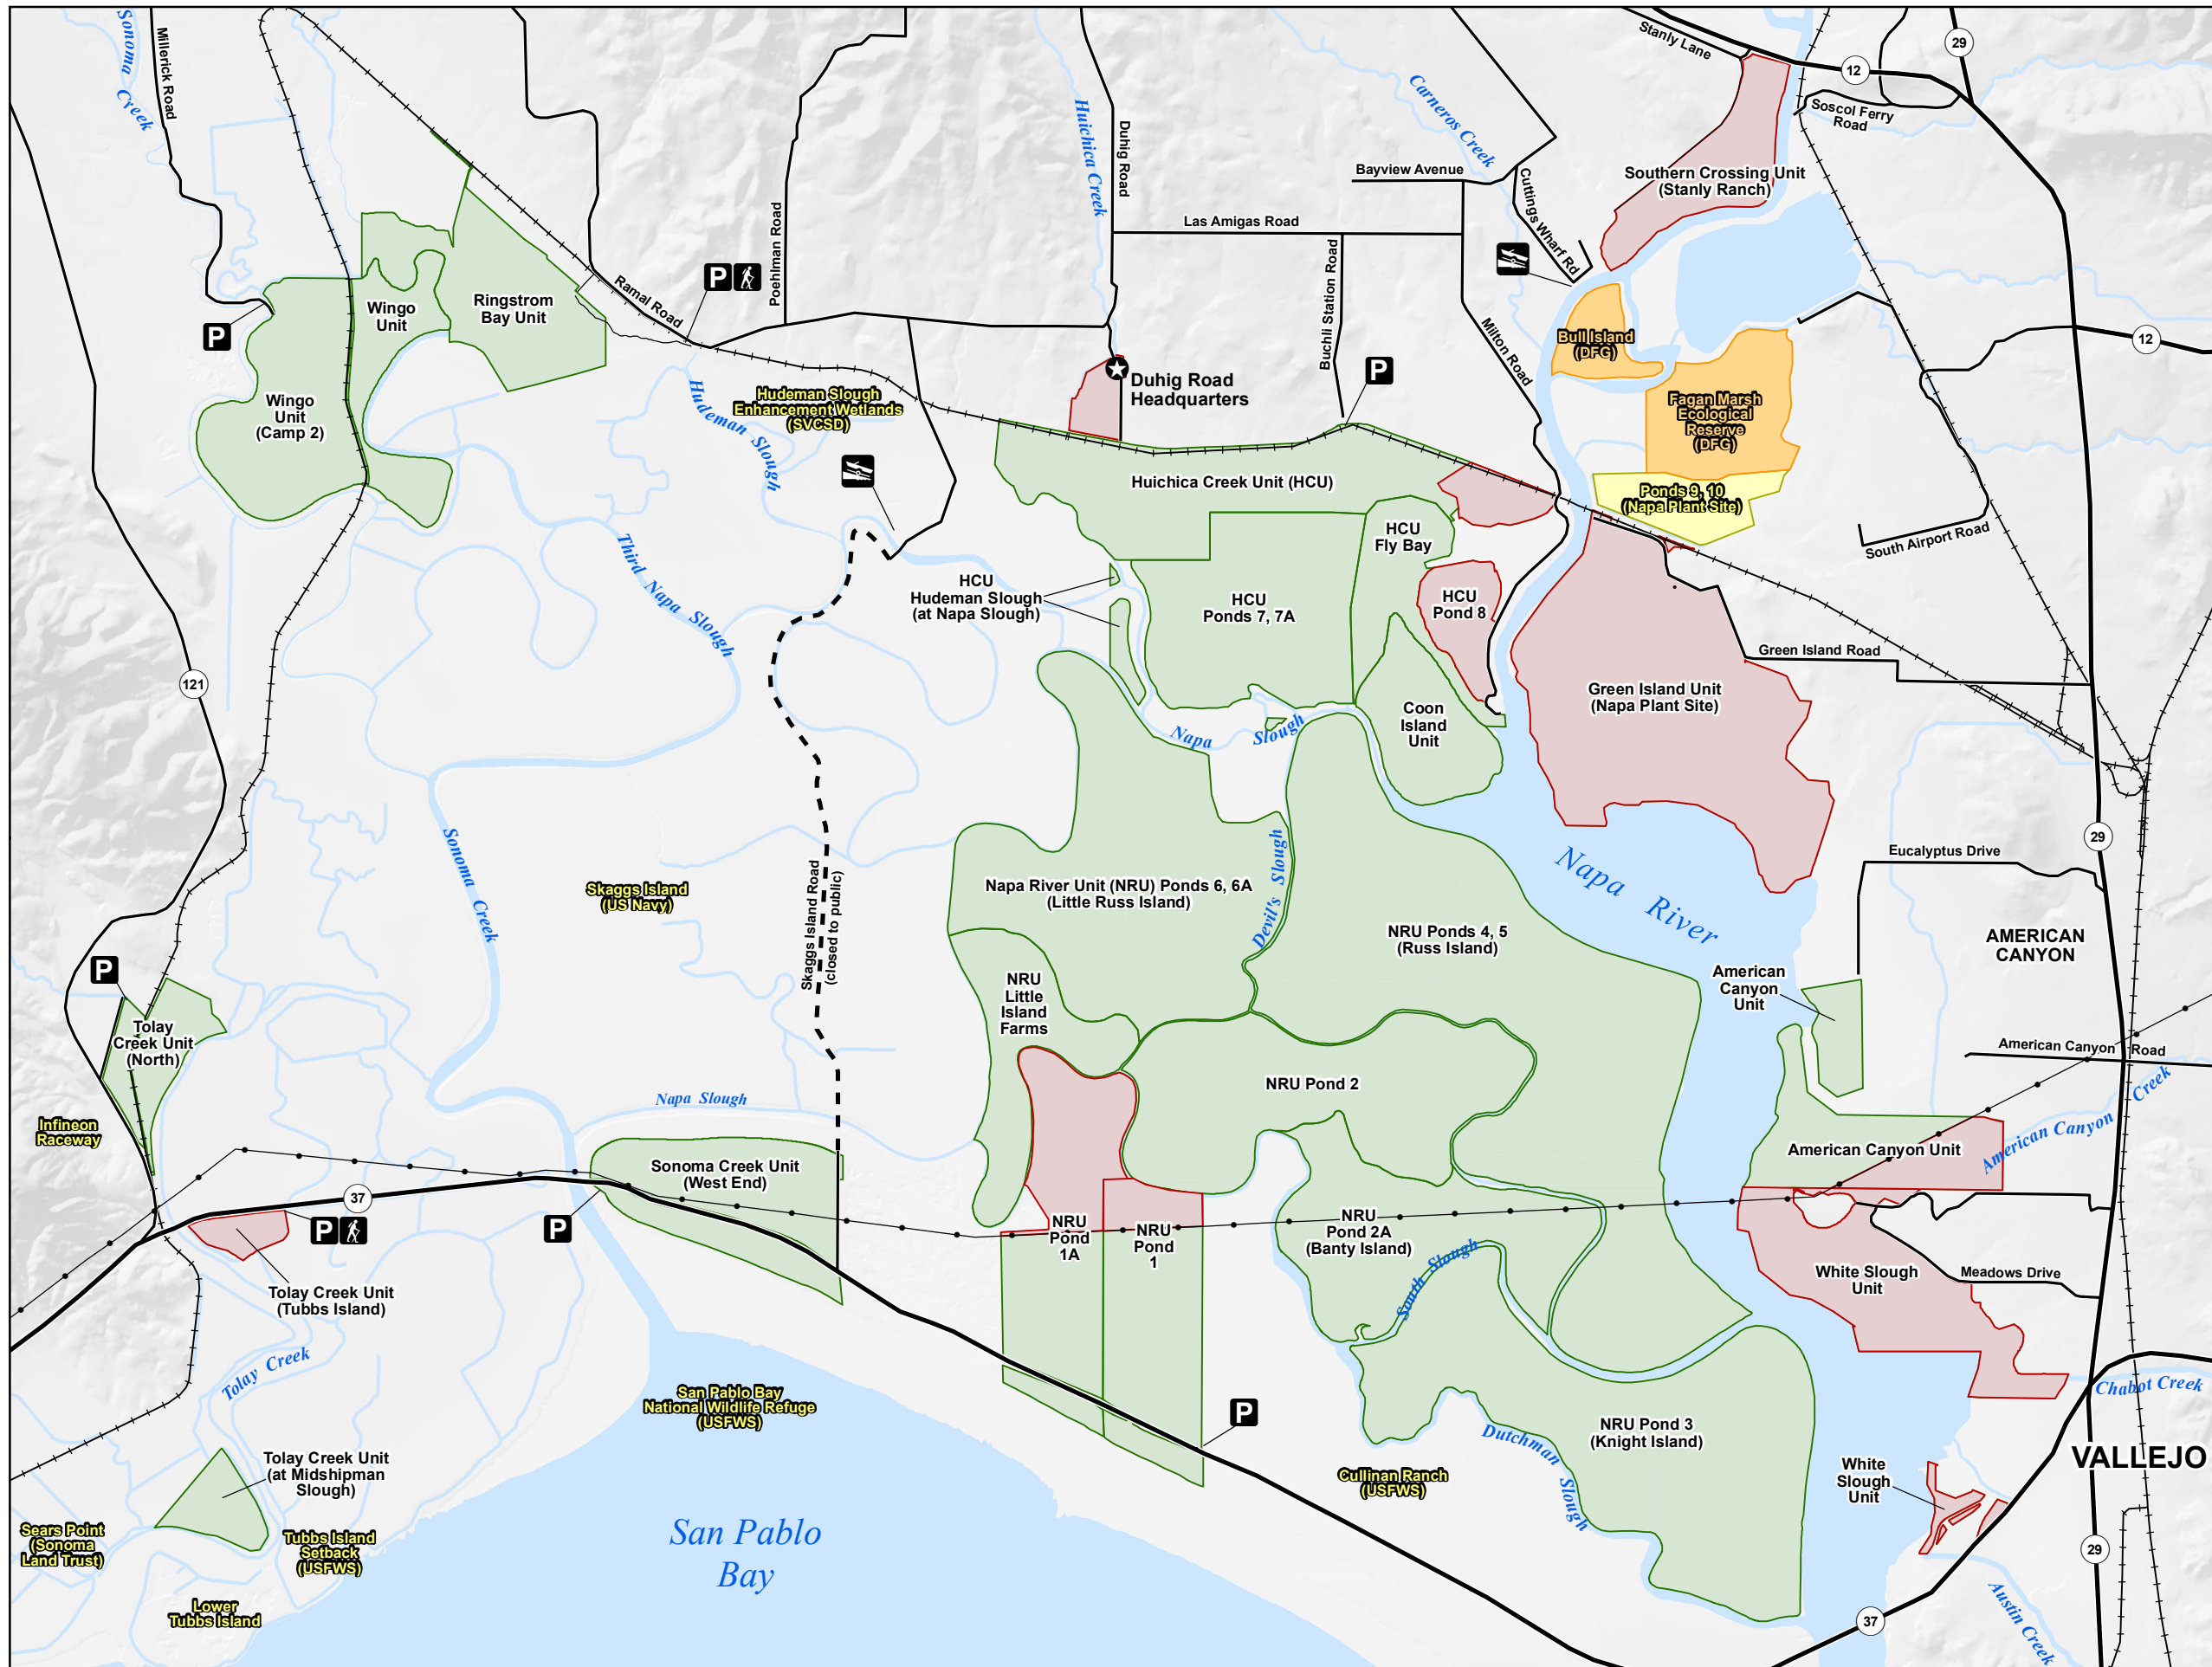 Sonoma
Creek
Millerick Road
Huichica Creek
Duhig Road
Carneros Creek
Stanly Lane
29
12
Soscol Ferry
Road
Southern Crossing Unit
(Stanly Ranch)
Bayview Avenue
Cuttings Wharf Rd
Las Amigas Road
Poehlman Road
Buchli Station Road
Ramal Road
P
P
Wingo
Unit
Ringstrom
Bay Unit
Milton Road
Bull Island
(DFG)
12
Wingo
Unit
(Camp 2)
Hudeman Slough
Hudeman Slough
Enhancement Wetlands
(SVCSD)
Duhig Road
Headquarters
P
Fagan Marsh
Ecological
Reserve
(DFG)
Huichica Creek Unit (HCU)
Ponds 9, 10
(Napa Plant Site)
HCU
Fly Bay
South Airport Road
Third Napa Slough
HCU
Hudeman Slough
(at Napa Slough)
HCU
Ponds 7, 7A
HCU
Pond 8
Green Island Road
121
Green Island Unit
(Napa Plant Site)
Coon
Island
Unit
Napa Slough
Sonoma Creek
Skaggs Island
(US Navy)
Skaggs Island Road
(closed to public)
Napa River Unit (NRU) Ponds 6, 6A
(Little Russ Island)
Devil's Slough
NRU Ponds 4, 5
(Russ Island)
Napa River
29
Eucalyptus Drive
AMERICAN
CANYON
American
Canyon
Unit
P
Tolay
Creek Unit
(North)
NRU
Little
Island
Farms
American Canyon Road
NRU Pond 2
Napa Slough
Infineon
Raceway
Sonoma Creek Unit
(West End)
American Canyon Unit
American Canyon Creek
37
P
P
NRU
Pond
1A
NRU
Pond
1
NRU
Pond 2A
(Banty Island)
South Slough
White Slough
Unit
Meadows Drive
Tolay Creek Unit
(Tubbs Island)
Tolay Creek
San Pablo Bay
National Wildlife Refuge
(USFWS)
P
Chabot Creek
NRU Pond 3
(Knight Island)
Dutchman Slough
Cullinan Ranch
(USFWS)
VALLEJO
White
Slough
Unit
Tolay Creek Unit
(at Midshipman
Slough)
Sears Point
(Sonoma
Land Trust)
Tubbs Island
Setback
(USFWS)
San Pablo
Bay
29
Lower
Tubbs Island
37
Austin Creek